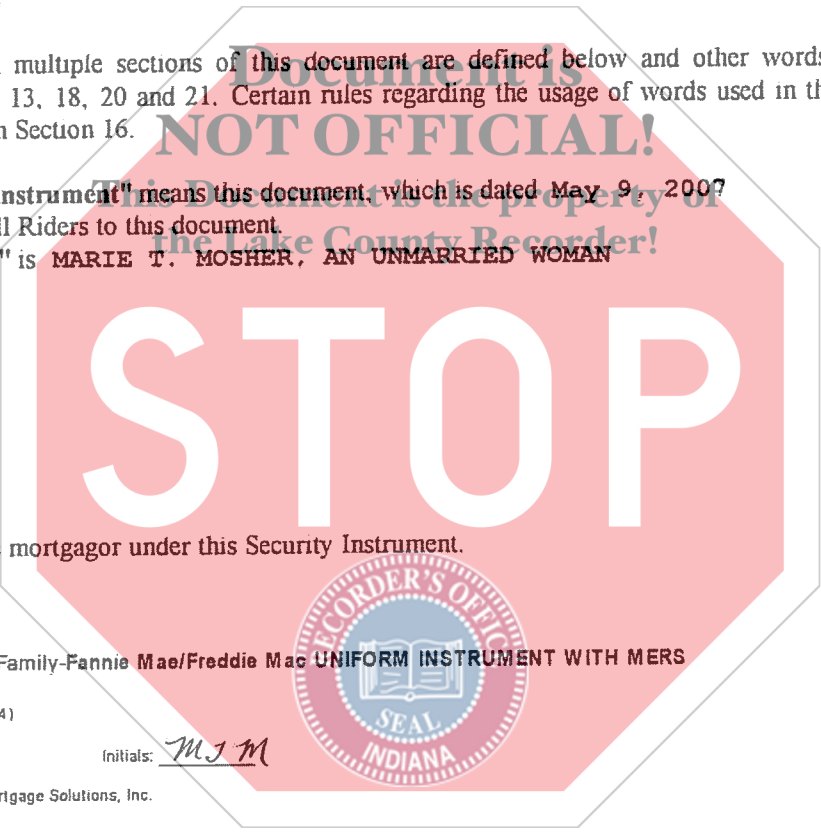 multiple sections of this document are defined below and other words
Document is
13, 18, 20 and 21. Certain rules regarding the usage of words used in th
Section 16.
NOT OFFICIAL!
nstrument" means this document, which is dated May 9, 2007
This Document is the property of
ll Riders to this document.
the Lake County Recorder!
" is MARIE T. MOSHER, AN UNMARRIED WOMAN
STOP
mortgagor under this Security Instrument.
RECORDER'S OFFICE
Family-Fannie Mae/Freddie Mac UNIFORM INSTRUMENT WITH MERS
4)
SEAL
Initials: MTM
INDIANA
rtgage Solutions, Inc.